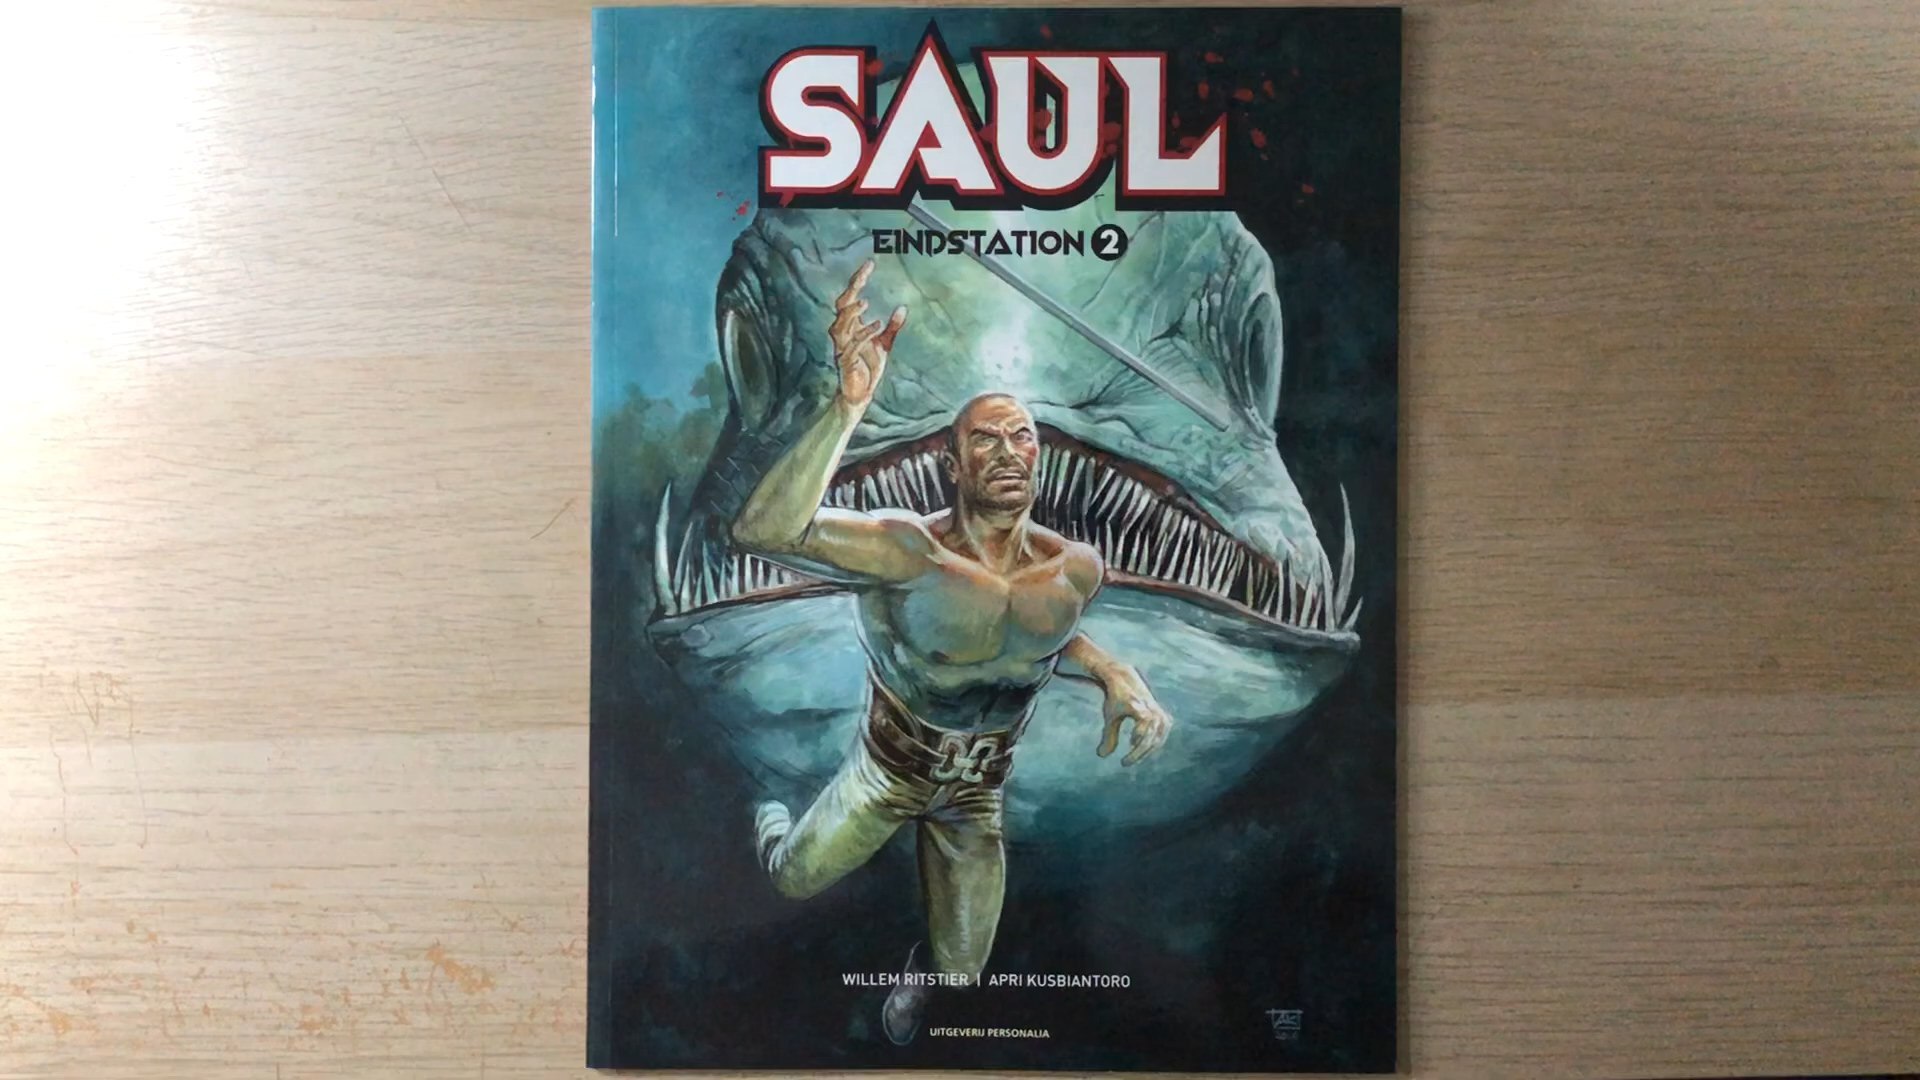 SAUL
EINDSTATION 2
WILLEM RITSTIER | APRI KUSBIANTORO
UITGEVERIJ PERSONALIA